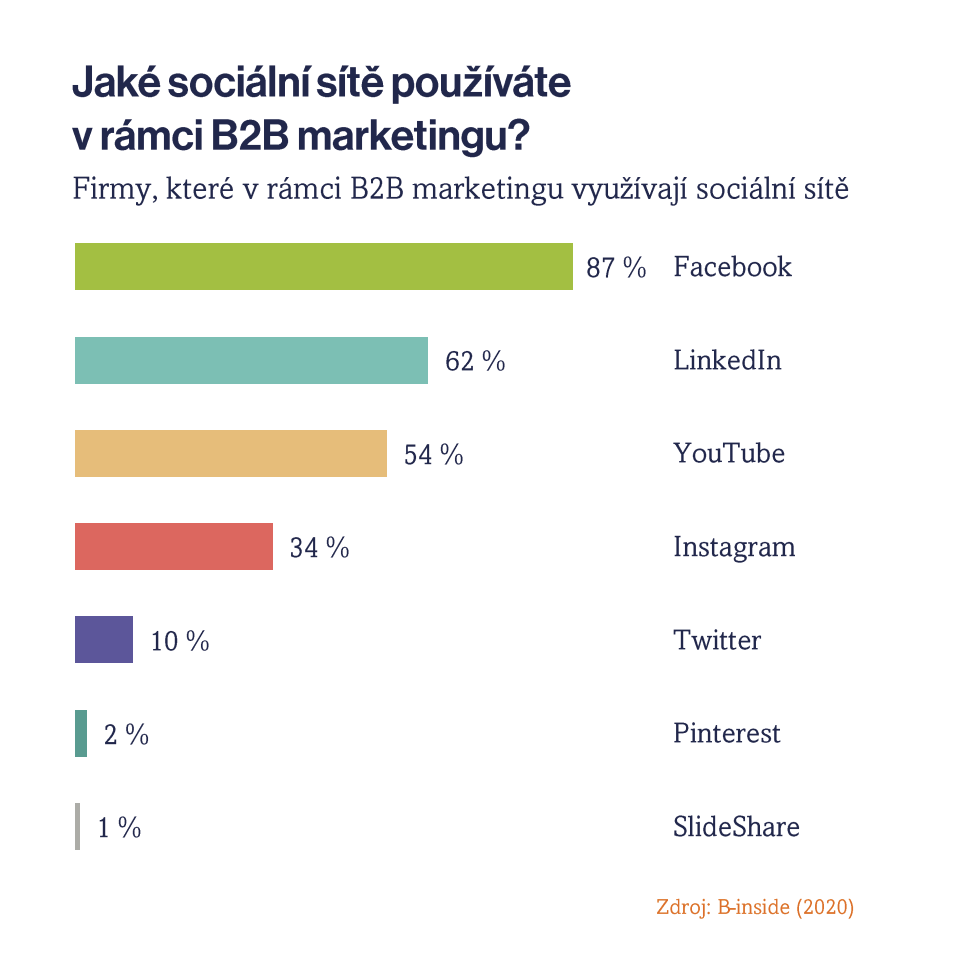 Jaké sociální sítě používáte
v rámci B2B marketingu?
Firmy, které v rámci B2B marketingu využívají sociální sítě
87 % Facebook
62 % LinkedIn
54 % YouTube
34 % Instagram
10 % Twitter
2 % Pinterest
1 % SlideShare
Zdroj: B-inside (2020)